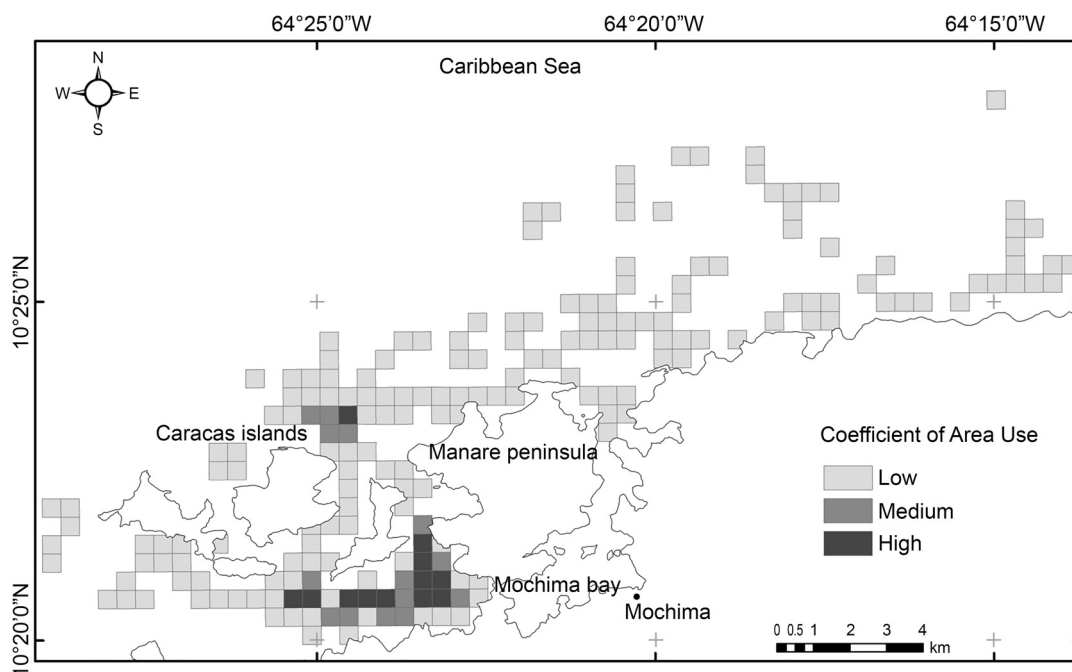 64°25'0"W 64°20'0"W 64°15'0"W
Caribbean Sea
N
W E
S
10°25'0"N
Caracas islands
Manare peninsula
Coefficient of Area Use
Low
Medium
High
Mochima bay
Mochima
10°20'0"N
0 0.5 1 2 3 4
km